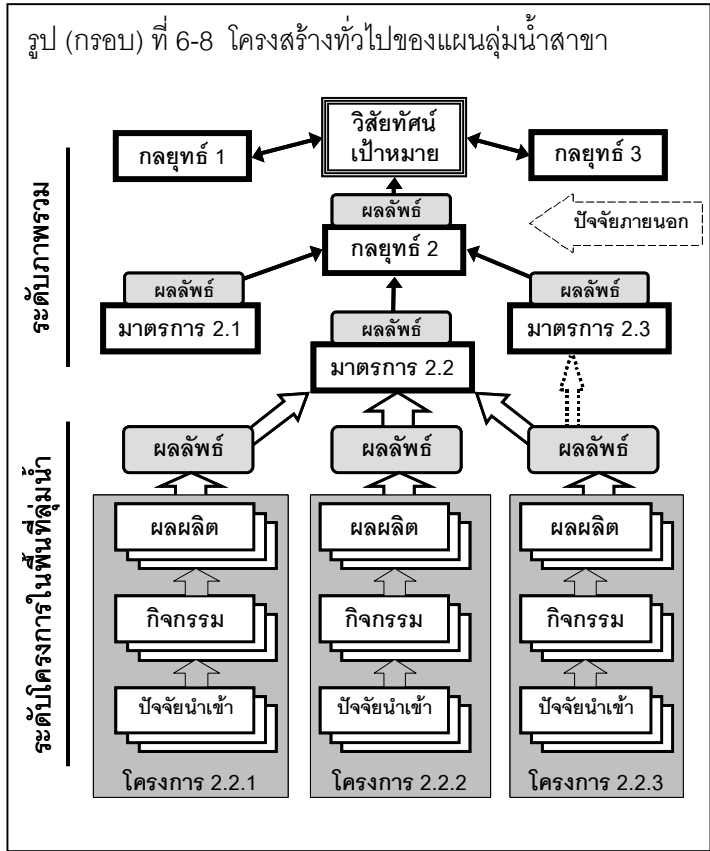 รูป (กรอบ) ที่ 6-8 โครงสร้างทั่วไปของแผนลุ่มน้ำสาขา
วิสัยทัศน์
เป้าหมาย
กลยุทธ์ 1
กลยุทธ์ 3
ผลลัพธ์
กลยุทธ์ 2
ปัจจัยภายนอก
ระดับภาพรวม
ผลลัพธ์
มาตรการ 2.1
ผลลัพธ์
มาตรการ 2.2
ผลลัพธ์
มาตรการ 2.3
ระดับโครงการในพื้นที่ลุ่มน้ำ
ผลลัพธ์
ผลลัพธ์
ผลลัพธ์
ผลผลิต
ผลผลิต
ผลผลิต
กิจกรรม
กิจกรรม
กิจกรรม
ปัจจัยนำเข้า
ปัจจัยนำเข้า
ปัจจัยนำเข้า
โครงการ 2.2.1
โครงการ 2.2.2
โครงการ 2.2.3